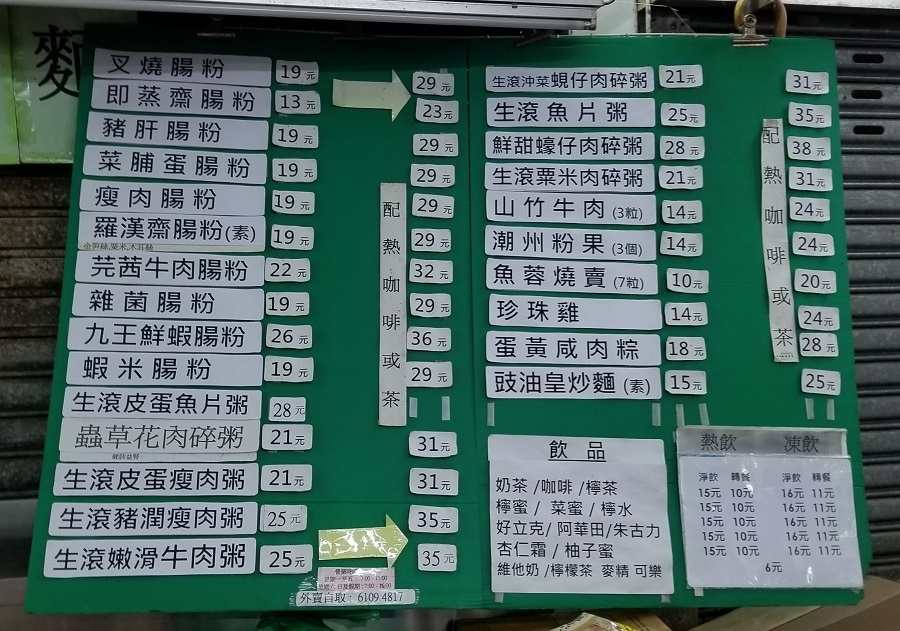 麵
叉燒腸粉 19元 29元
即蒸齋腸粉 13元 23元
豬肝腸粉 19元 29元
菜脯蛋腸粉 19元 29元
瘦肉腸粉 19元 29元
羅漢齋腸粉(素) 19元 29元
金笋絲,粟米,木耳絲
芫茜牛肉腸粉 22元 32元
雜菌腸粉 19元 29元
九王鮮蝦腸粉 26元 36元
蝦米腸粉 19元 29元
配熱咖啡或茶
生滾皮蛋魚片粥 28元
蟲草花肉碎粥 21元 31元
生滾皮蛋瘦肉粥 21元 31元
生滾豬潤瘦肉粥 25元 35元
生滾嫩滑牛肉粥 25元 35元
外賣自取: 6109 4817
生滾沖菜蜆仔肉碎粥 21元 31元
生滾魚片粥 25元 35元
鮮甜蠔仔肉碎粥 28元 38元
生滾粟米肉碎粥 21元 31元
山竹牛肉(3粒) 14元 24元
潮州粉果(3個) 14元 24元
魚蓉燒賣(7粒) 10元 20元
珍珠雞 14元 24元
蛋黃咸肉粽 18元 28元
豉油皇炒麵(素) 15元 25元
配熱咖啡或茶
飲品
奶茶/咖啡/檸茶
檸蜜/ 菜蜜/檸水
好立克/ 阿華田/朱古力
杏仁霜/柚子蜜
維他奶/檸檬茶 麥精 可樂
熱飲 凍飲
淨飲 轉餐 淨飲 轉餐
15元 10元 16元 11元
15元 10元 16元 11元
15元 10元 16元 11元
15元 10元 16元 11元
15元 10元 16元 11元
6元